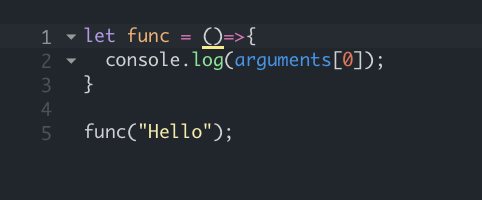 1 let func = ()=>{
2   console.log(arguments[0]);
3 }
4
5 func("Hello");